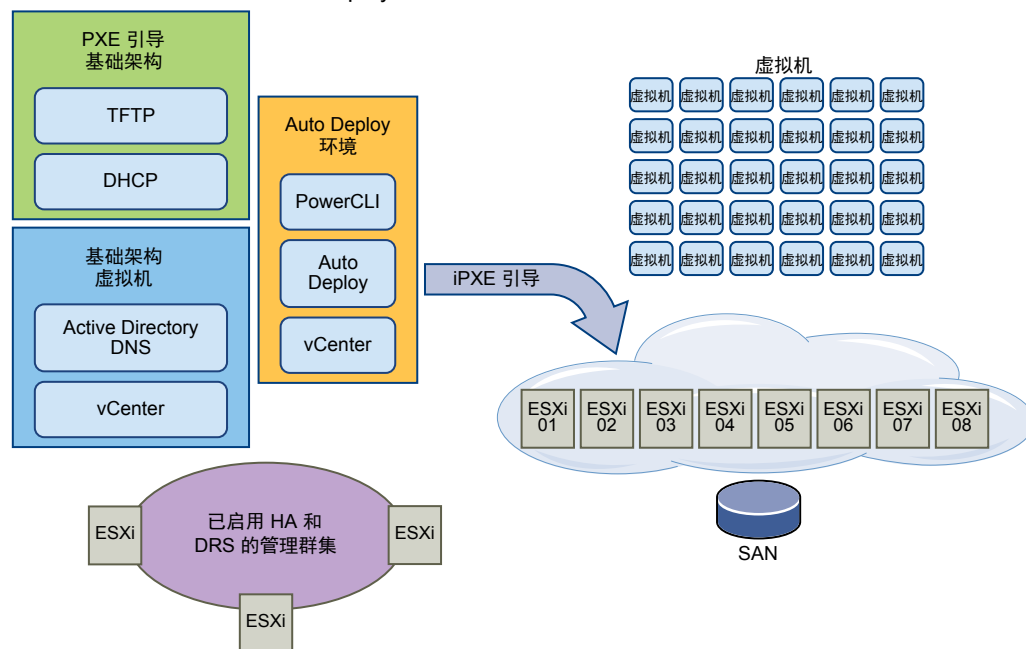 PXE 引导
基础架构
TFTP
DHCP
基础架构
虚拟机
Active Directory
DNS
vCenter
Auto Deploy
环境
PowerCLI
Auto
Deploy
vCenter
iPXE 引导
虚拟机
虚拟机 虚拟机 虚拟机 虚拟机 虚拟机 虚拟机
虚拟机 虚拟机 虚拟机 虚拟机 虚拟机 虚拟机
虚拟机 虚拟机 虚拟机 虚拟机 虚拟机 虚拟机
虚拟机 虚拟机 虚拟机 虚拟机 虚拟机 虚拟机
虚拟机 虚拟机 虚拟机 虚拟机 虚拟机 虚拟机
ESXi 01
ESXi 02
ESXi 03
ESXi 04
ESXi 05
ESXi 06
ESXi 07
ESXi 08
SAN
ESXi
已启用 HA 和
DRS 的管理群集
ESXi
ESXi